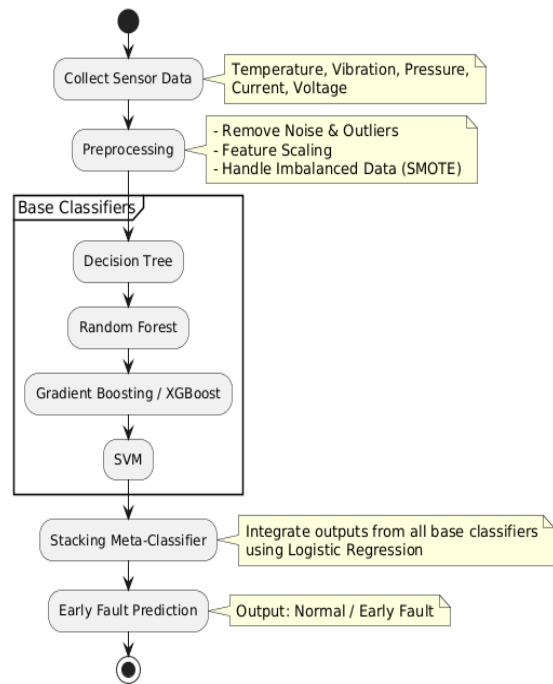 Collect Sensor Data
Temperature, Vibration, Pressure,
Current, Voltage
Preprocessing
- Remove Noise & Outliers
- Feature Scaling
- Handle Imbalanced Data (SMOTE)
Base Classifiers
Decision Tree
Random Forest
Gradient Boosting / XGBoost
SVM
Stacking Meta-Classifier
Integrate outputs from all base classifiers
using Logistic Regression
Early Fault Prediction
Output: Normal / Early Fault